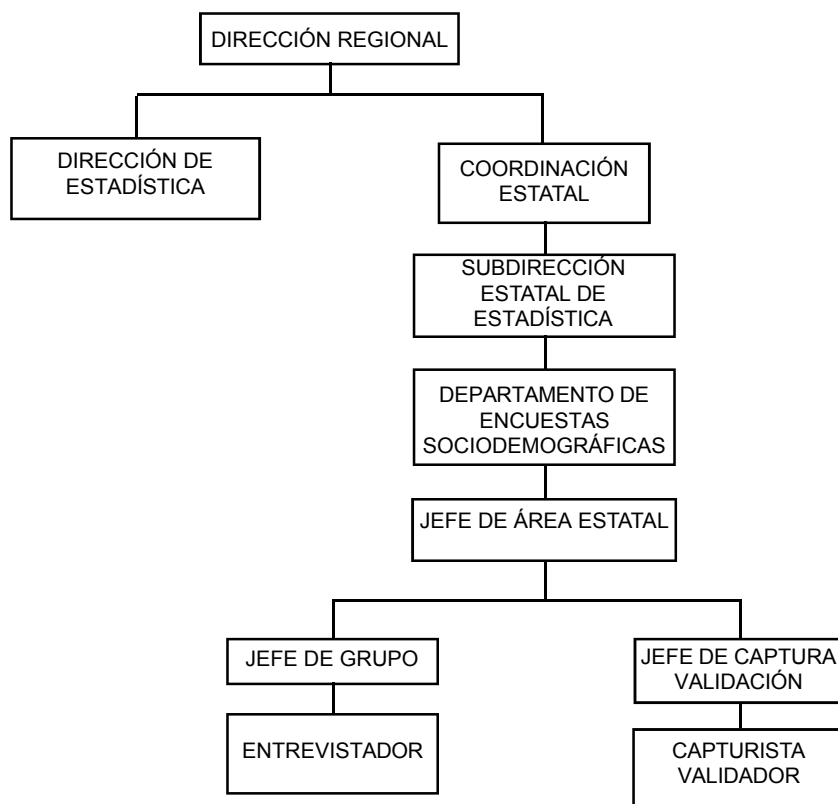 DIRECCIÓN REGIONAL
DIRECCIÓN DE
ESTADÍSTICA
COORDINACIÓN
ESTATAL
SUBDIRECCIÓN
ESTATAL DE
ESTADÍSTICA
DEPARTAMENTO DE
ENCUESTAS
SOCIODEMOGRÁFICAS
JEFE DE ÁREA ESTATAL
JEFE DE GRUPO
JEFE DE CAPTURA
VALIDACIÓN
ENTREVISTADOR
CAPTURISTA
VALIDADOR